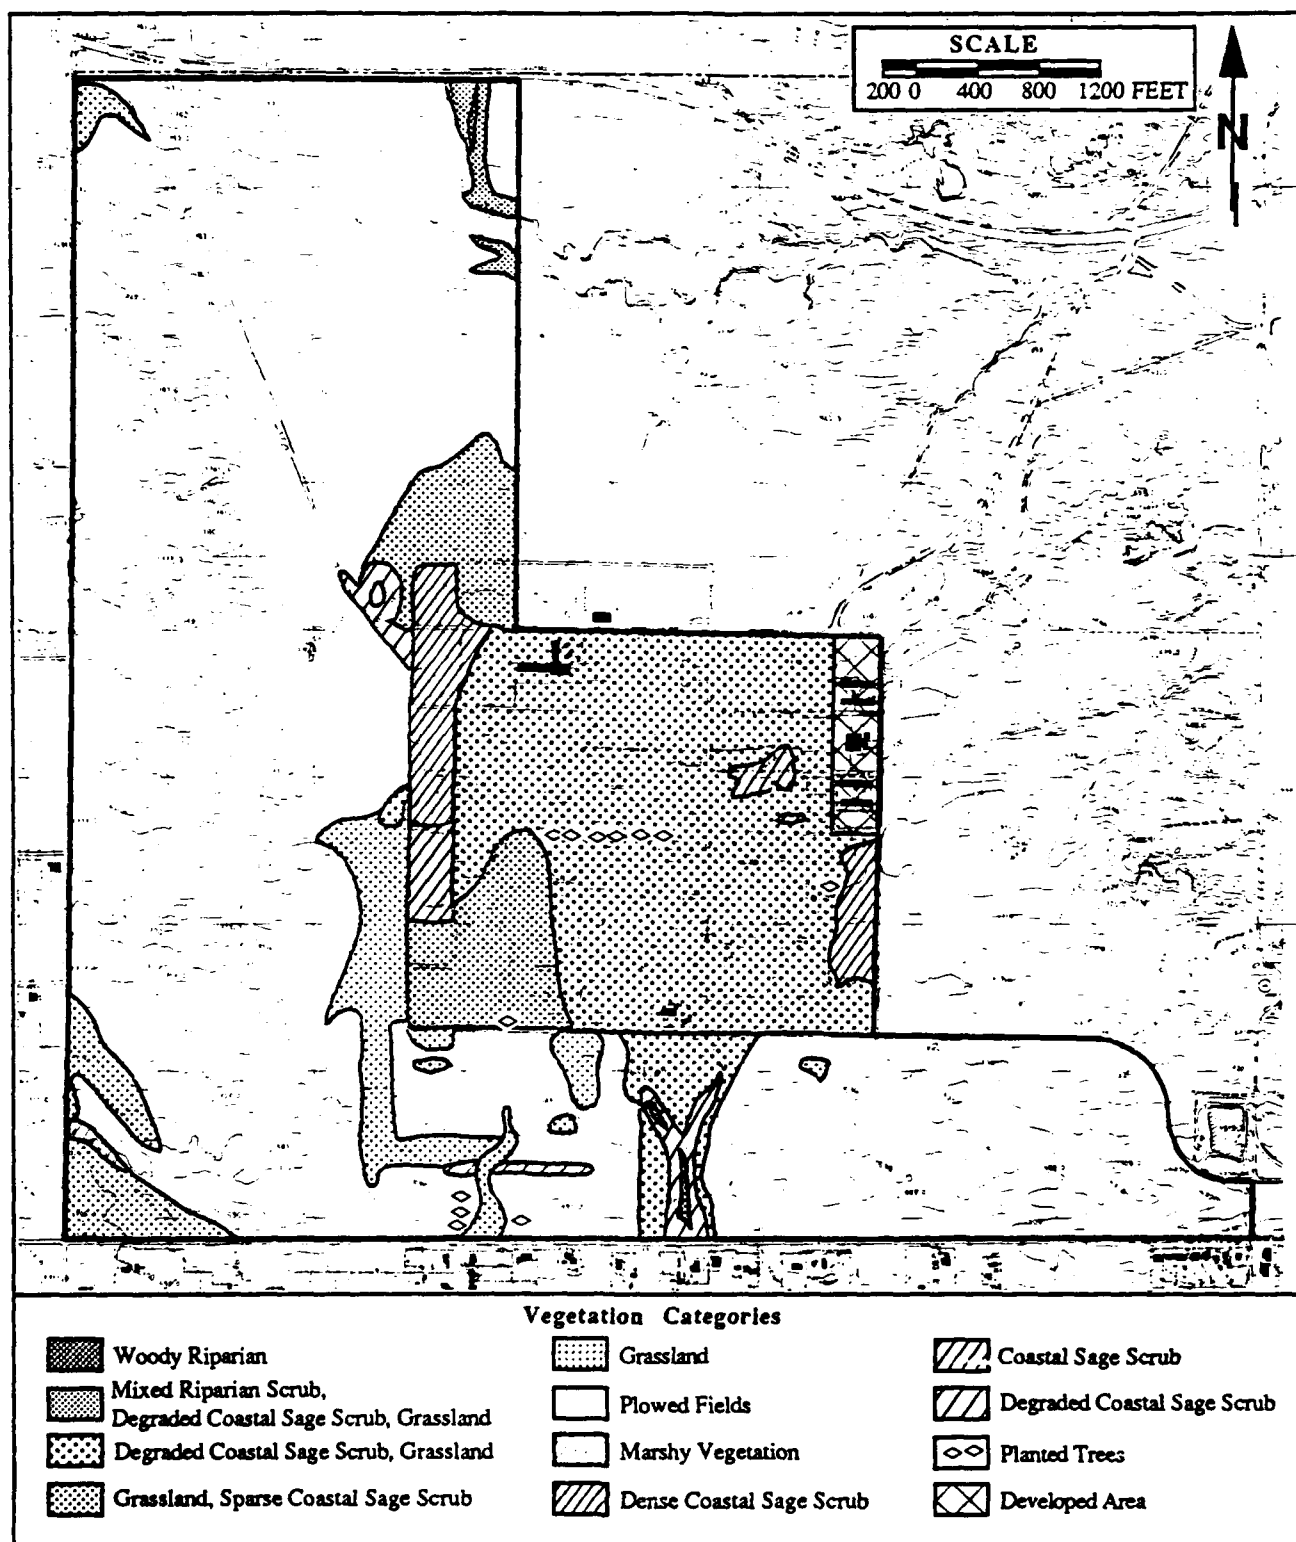 SCALE
200 0 400 800 1200 FEET
N
Vegetation Categories
Woody Riparian
Mixed Riparian Scrub,
Degraded Coastal Sage Scrub, Grassland
Degraded Coastal Sage Scrub, Grassland
Grassland, Sparse Coastal Sage Scrub
Grassland
Plowed Fields
Marshy Vegetation
Dense Coastal Sage Scrub
Coastal Sage Scrub
Degraded Coastal Sage Scrub
Planted Trees
Developed Area